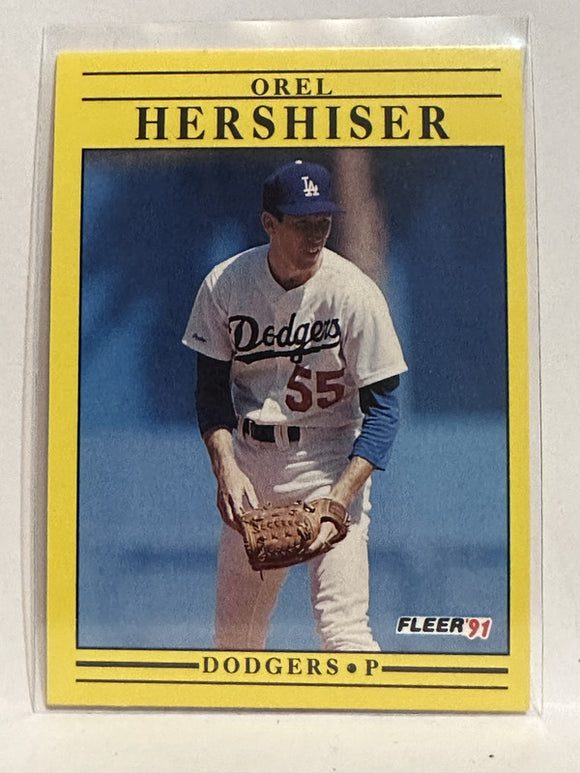 OREL
HERSHISER
LA
Dodgers
55
FLEER'91
DODGERS • P